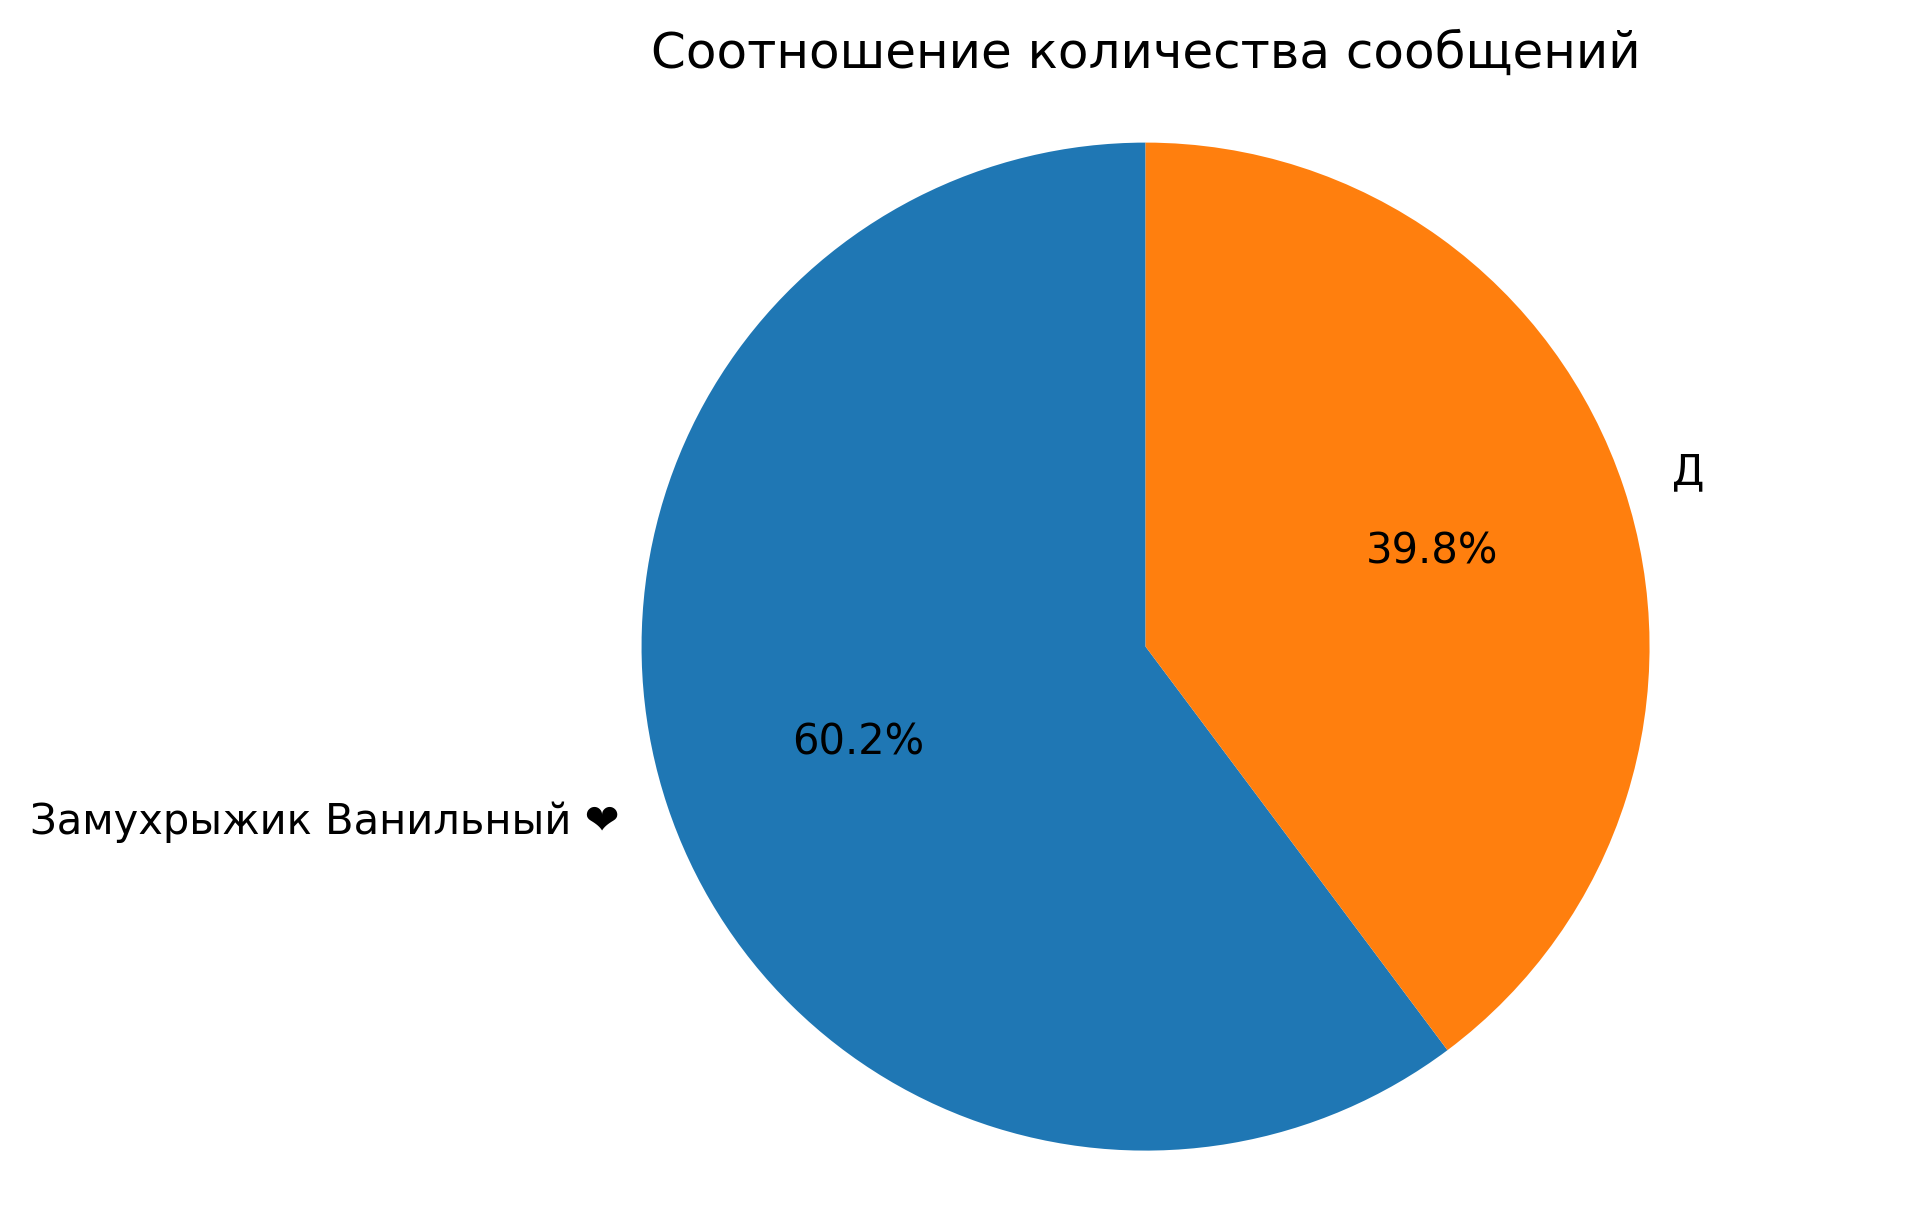 Соотношение количества сообщений
Д
39.8%
60.2%
Замухрыжик Ванильный ❤